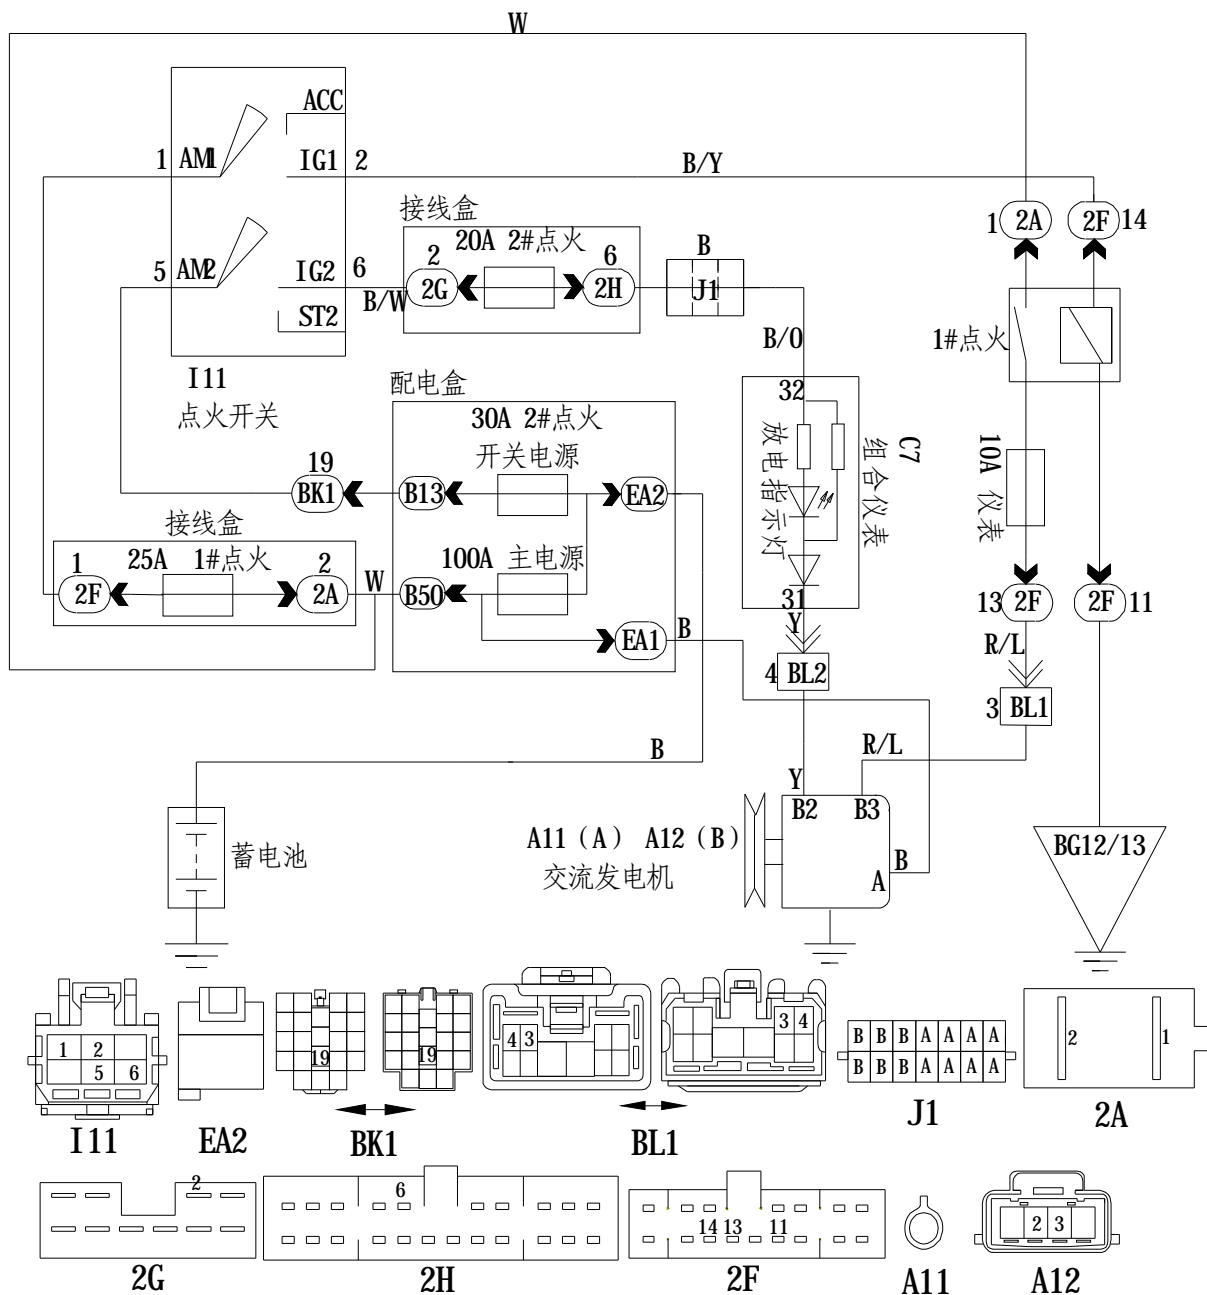 W
ACC
1 AM1 IG1 2 B/Y
接线盒
1 2A 2F 14
20A 2#点火
5 AM2 IG2 6 2 6 B
B/W 2G 2H J1
ST2
B/O
1#点火
I11
点火开关
配电盒
32
30A 2#点火
开关电源
放电指示灯
C7
组合仪表
10A 仪表
19
BK1 B13 EA2
接线盒
25A 1#点火
100A 主电源
1 2
2F 2A W B50
31
13 2F 2F 11
EA1 B
Y
R/L
4 BL2
3 BL1
B
R/L
Y
B2 B3
BG12/13
A11（A） A12（B）
交流发电机
B
A
蓄电池
1 2
5 6
19
19
4 3
3 4
B B B A A A A
B B B A A A A
2 1
I11 EA2 BK1 BL1 J1 2A
2
6
14 13 11
2 3
2G 2H 2F A11 A12